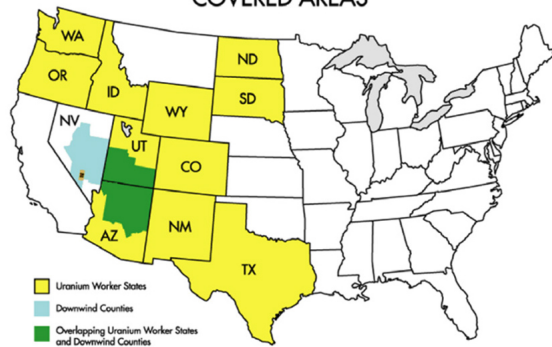 COVERED AREAS
WA
OR
ID
ND
SD
WY
NV
UT
CO
AZ
NM
TX
Uranium Worker States
Downwind Counties
Overlapping Uranium Worker States
and Downwind Counties